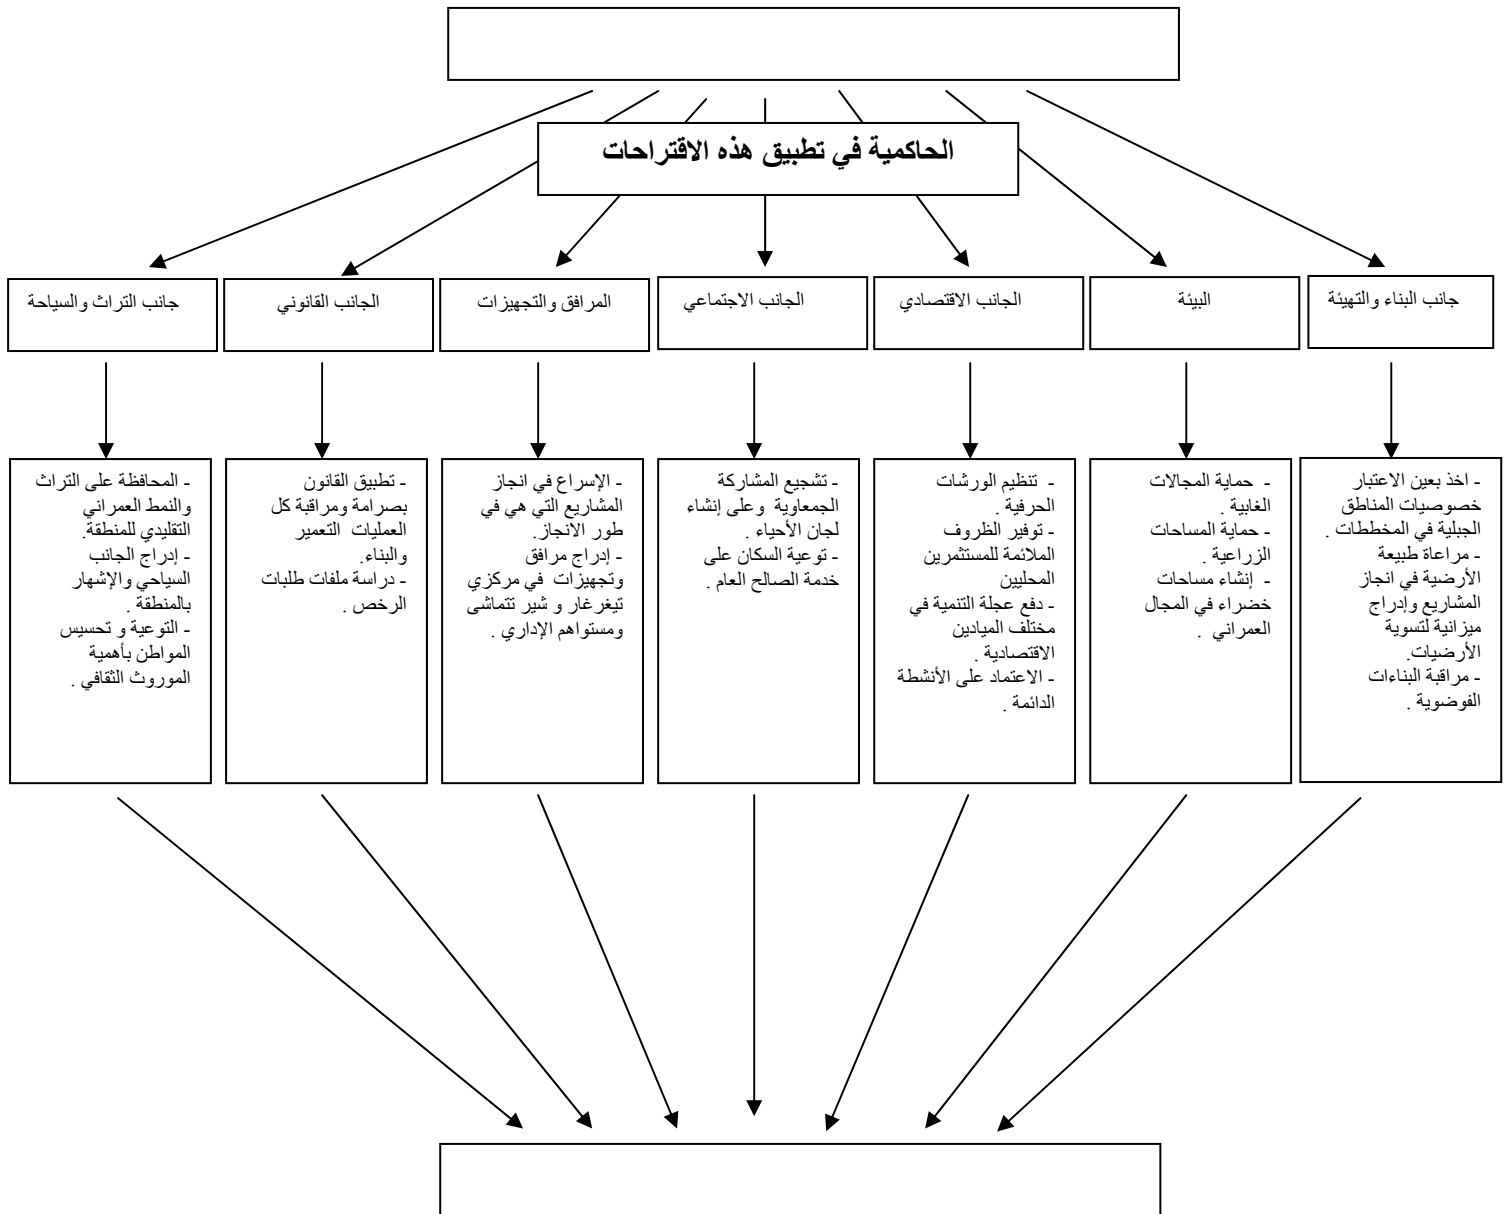 الحاكمية في تطبيق هذه الاقتراحات
جانب البناء والتهيئة
البيئة
الجانب الاقتصادي
الجانب الاجتماعي
المرافق والتجهيزات
الجانب القانوني
جانب التراث والسياحة
- اخذ بعين الاعتبار
خصوصيات المناطق
الجبلية في المخططات .
- مراعاة طبيعة
الأرضية في انجاز
المشاريع وإدراج
ميزانية لتسوية
الأرضيات.
- مراقبة البناءات
الفوضوية .
- حماية المجالات
الغابية .
- حماية المساحات
الزراعية .
- إنشاء مساحات
خضراء في المجال
العمراني .
- تنظيم الورشات
الحرفية .
- توفير الظروف
الملائمة للمستثمرين
المحليين
- دفع عجلة التنمية في
مختلف الميادين
الاقتصادية .
- الاعتماد على الأنشطة
الدائمة .
- تشجيع المشاركة
الجمعاوية وعلى إنشاء
لجان الأحياء .
- توعية السكان على
خدمة الصالح العام .
- الإسراع في انجاز
المشاريع التي هي في
طور الانجاز.
- إدراج مرافق
وتجهيزات في مركزي
تيغرغار و شير تتماشى
ومستواهم الإداري .
- تطبيق القانون
بصرامة ومراقبة كل
العمليات التعمير
والبناء.
- دراسة ملفات طلبات
الرخص .
- المحافظة على التراث
والنمط العمراني
التقليدي للمنطقة.
- إدراج الجانب
السياحي والإشهار
بالمنطقة .
- التوعية و تحسيس
المواطن بأهمية
الموروث الثقافي .